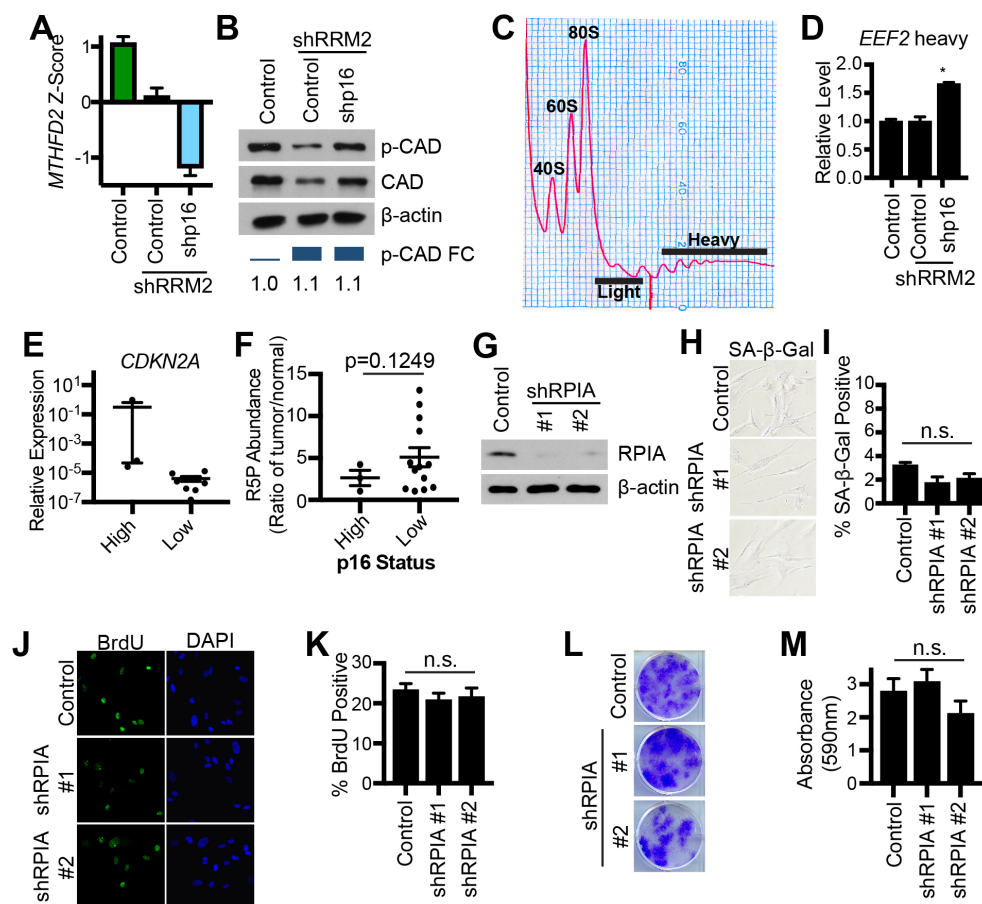 A
MTHFD2 Z-Score
1
0
-1
Control
Control
shp16
shRRM2
B
shRRM2
Control
Control
shp16
p-CAD
CAD
β-actin
p-CAD FC
1.0 1.1 1.1
C
80S
60S
40S
80
60
40
2
0
Heavy
Light
D
EEF2 heavy
Relative Level
2.0
1.5
1.0
0.5
0.0
*
Control
Control
shp16
shRRM2
E
CDKN2A
Relative Expression
10^1
10^-1
10^-3
10^-5
10^-7
High
Low
F
p=0.1249
R5P Abundance
(Ratio of tumor/normal)
15
10
5
0
High
Low
p16 Status
G
Control
shRPIA
#1
#2
RPIA
β-actin
H
SA-β-Gal
Control
shRPIA
#1
shRPIA
#2
I
% SA-β-Gal Positive
10
8
6
4
2
0
n.s.
Control
shRPIA #1
shRPIA #2
J
BrdU DAPI
Control
shRPIA
#1
shRPIA
#2
K
% BrdU Positive
30
20
10
0
n.s.
Control
shRPIA #1
shRPIA #2
L
Control
shRPIA
#1
#2
M
Absorbance
(590nm)
3
2
1
0
n.s.
Control
shRPIA #1
shRPIA #2